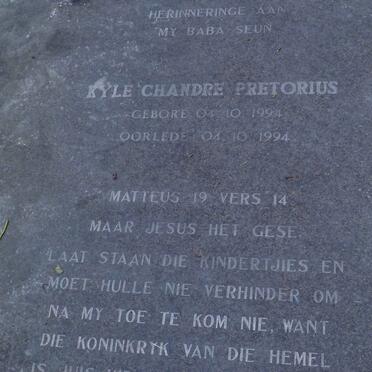 HERINNERINGE AAN
MY BABA SEUN
KYLE CHANDRE PRETORIUS
GEBORE 04.10.1994
OORLEDE 04.10.1994
MATTEUS 19 VERS 14
MAAR JESUS HET GESE.
LAAT STAAN DIE KINDERTJIES EN
MOET HULLE NIE VERHINDER OM
NA MY TOE TE KOM NIE, WANT
DIE KONINKRYK VAN DIE HEMEL
IS JUIS